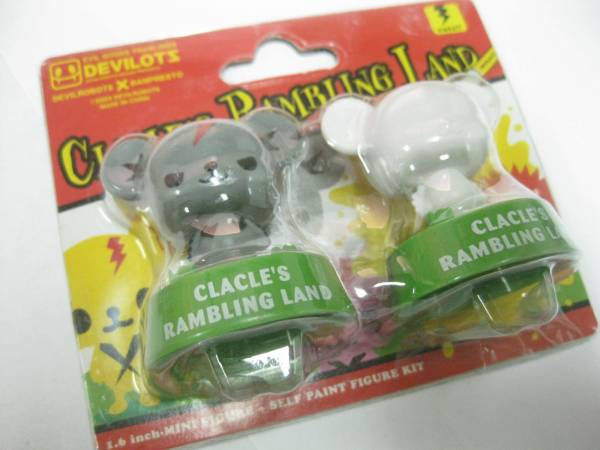 DEVILOTS
DEVILROBOTS X BANPRESTO
MADE IN CHINA
CLACLE'S RAMBLING LAND
CLACLE'S
RAMBLING LAND
CLACLE'S
RAMBLING LA
1.6 inch-MINI FIGURE + SELF PAINT FIGURE KIT